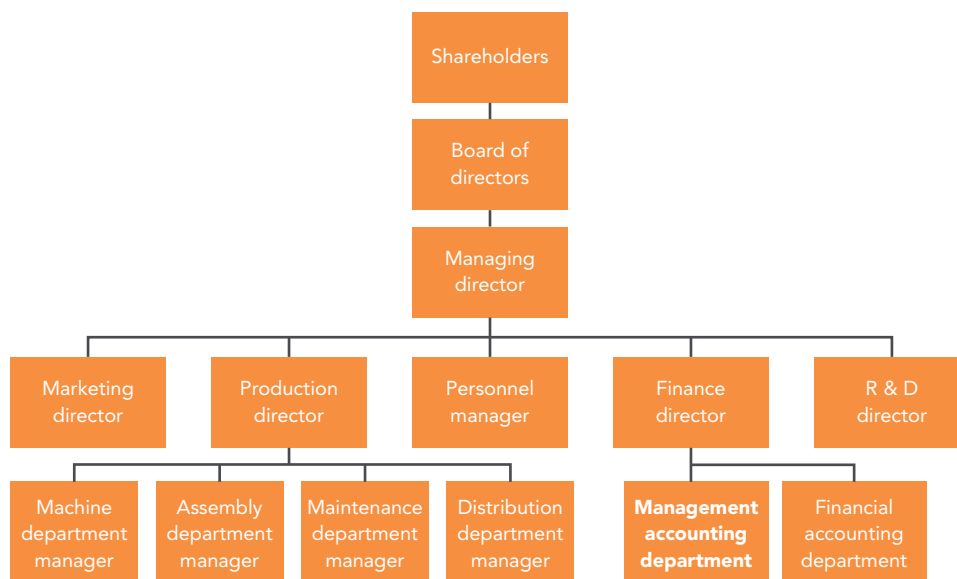 Shareholders
Board of
directors
Managing
director
Marketing
director
Production
director
Personnel
manager
Finance
director
R & D
director
Machine
department
manager
Assembly
department
manager
Maintenance
department
manager
Distribution
department
manager
Management
accounting
department
Financial
accounting
department